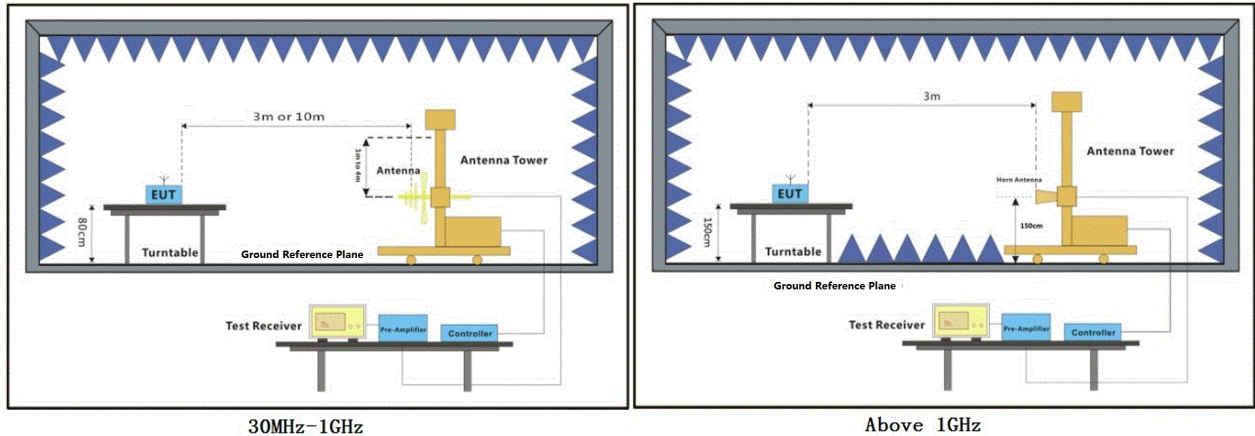 3m or 10m
1m to 4m
Antenna
Antenna Tower
EUT
80cm
Turntable
Ground Reference Plane
Test Receiver
Pre-Amplifier
Controller
30MHz-1GHz
3m
Antenna Tower
Horn Antenna
EUT
150cm
150cm
Turntable
Ground Reference Plane
Test Receiver
Pre-Amplifier
Controller
Above 1GHz